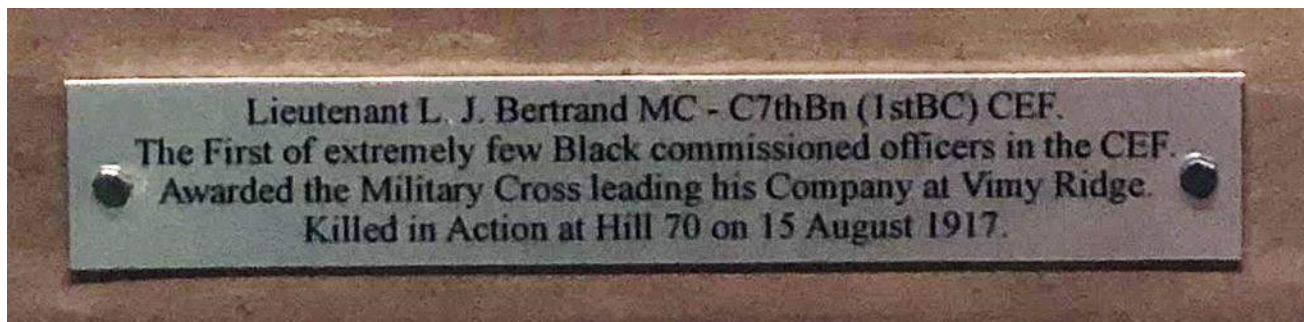 Lieutenant L. J. Bertrand MC - C7thBn (1stBC) CEF.
The First of extremely few Black commissioned officers in the CEF.
Awarded the Military Cross leading his Company at Vimy Ridge.
Killed in Action at Hill 70 on 15 August 1917.